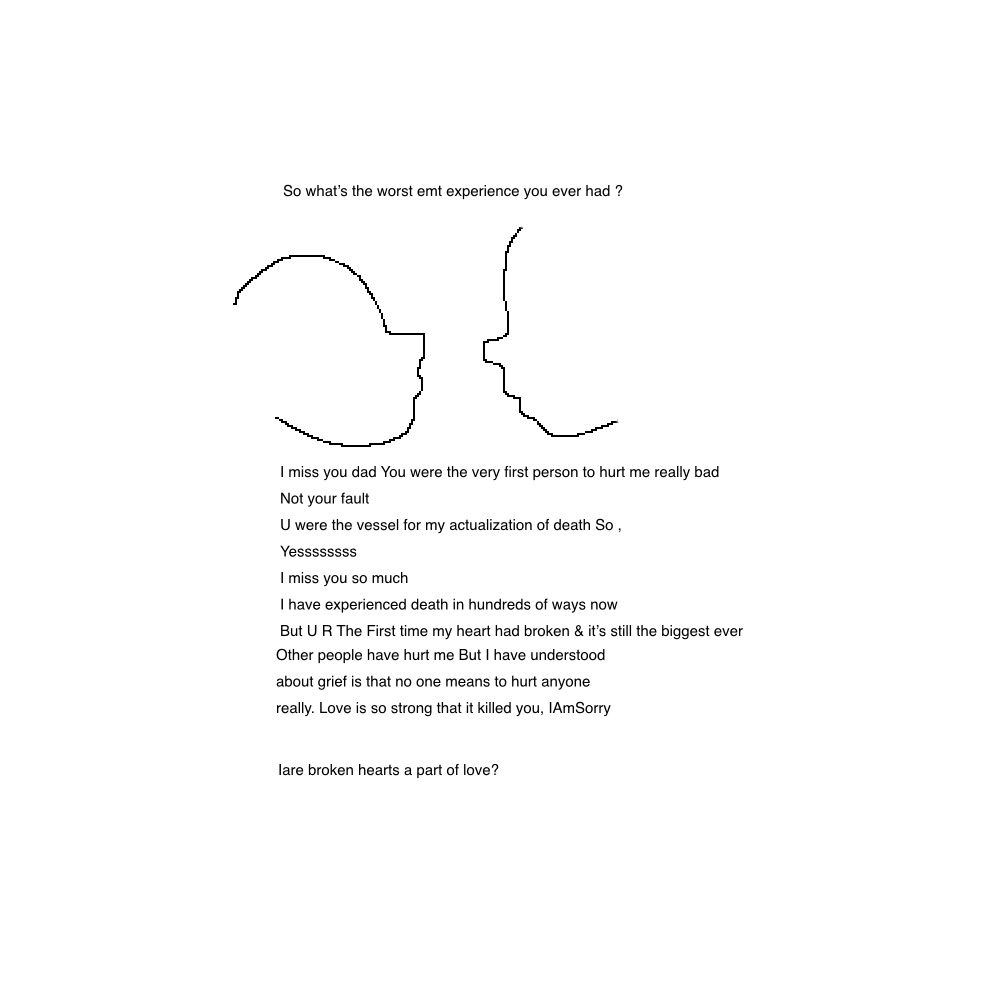 So what’s the worst emt experience you ever had ?
I miss you dad You were the very first person to hurt me really bad
Not your fault
U were the vessel for my actualization of death So ,
Yessssssss
I miss you so much
I have experienced death in hundreds of ways now
But U R The First time my heart had broken & it’s still the biggest ever
Other people have hurt me But I have understood
about grief is that no one means to hurt anyone
really. Love is so strong that it killed you, IAmSorry
Iare broken hearts a part of love?